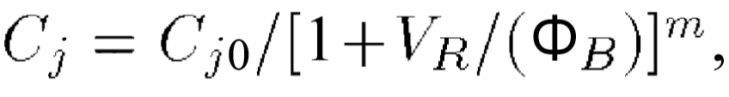 C_j = C_{j0}/[1+V_R/(Φ_B)]^m,